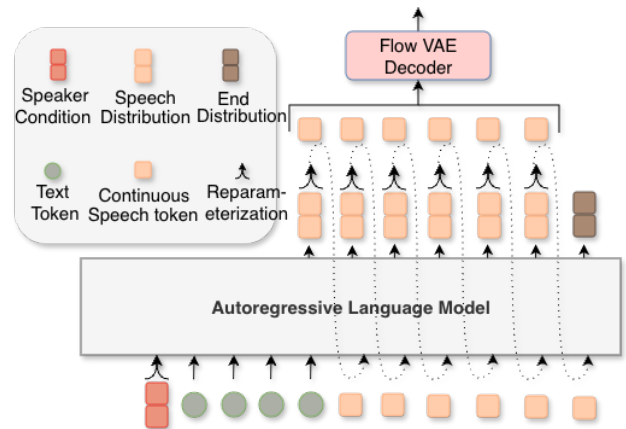 Flow VAE
Decoder
Speaker
Condition
Speech
Distribution
End
Distribution
Text
Token
Continuous
Speech token
Reparam-
eterization
Autoregressive Language Model